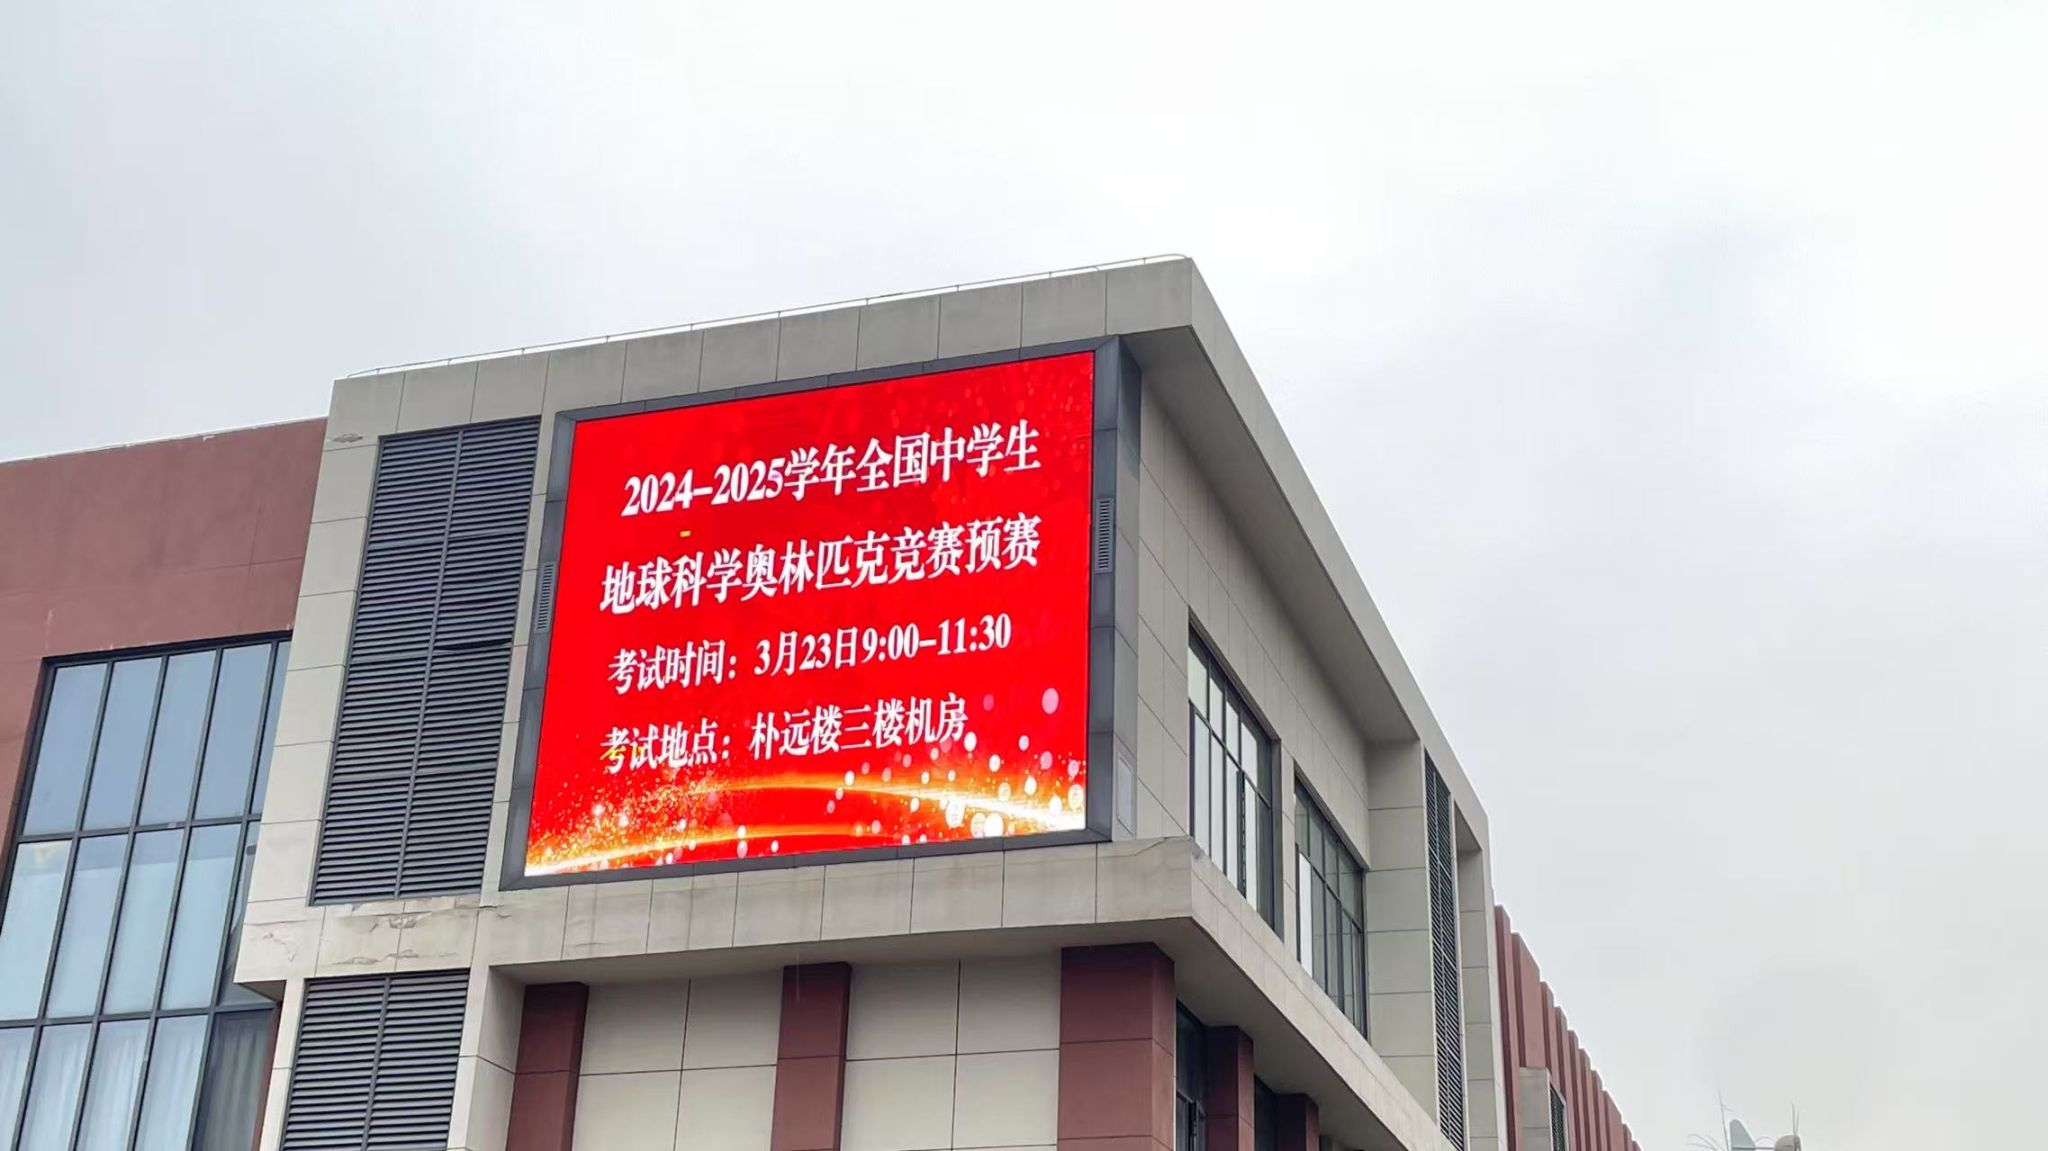 2024-2025学年全国中学生
地球科学奥林匹克竞赛预赛
考试时间：3月23日9:00-11:30
考试地点：朴远楼三楼机房